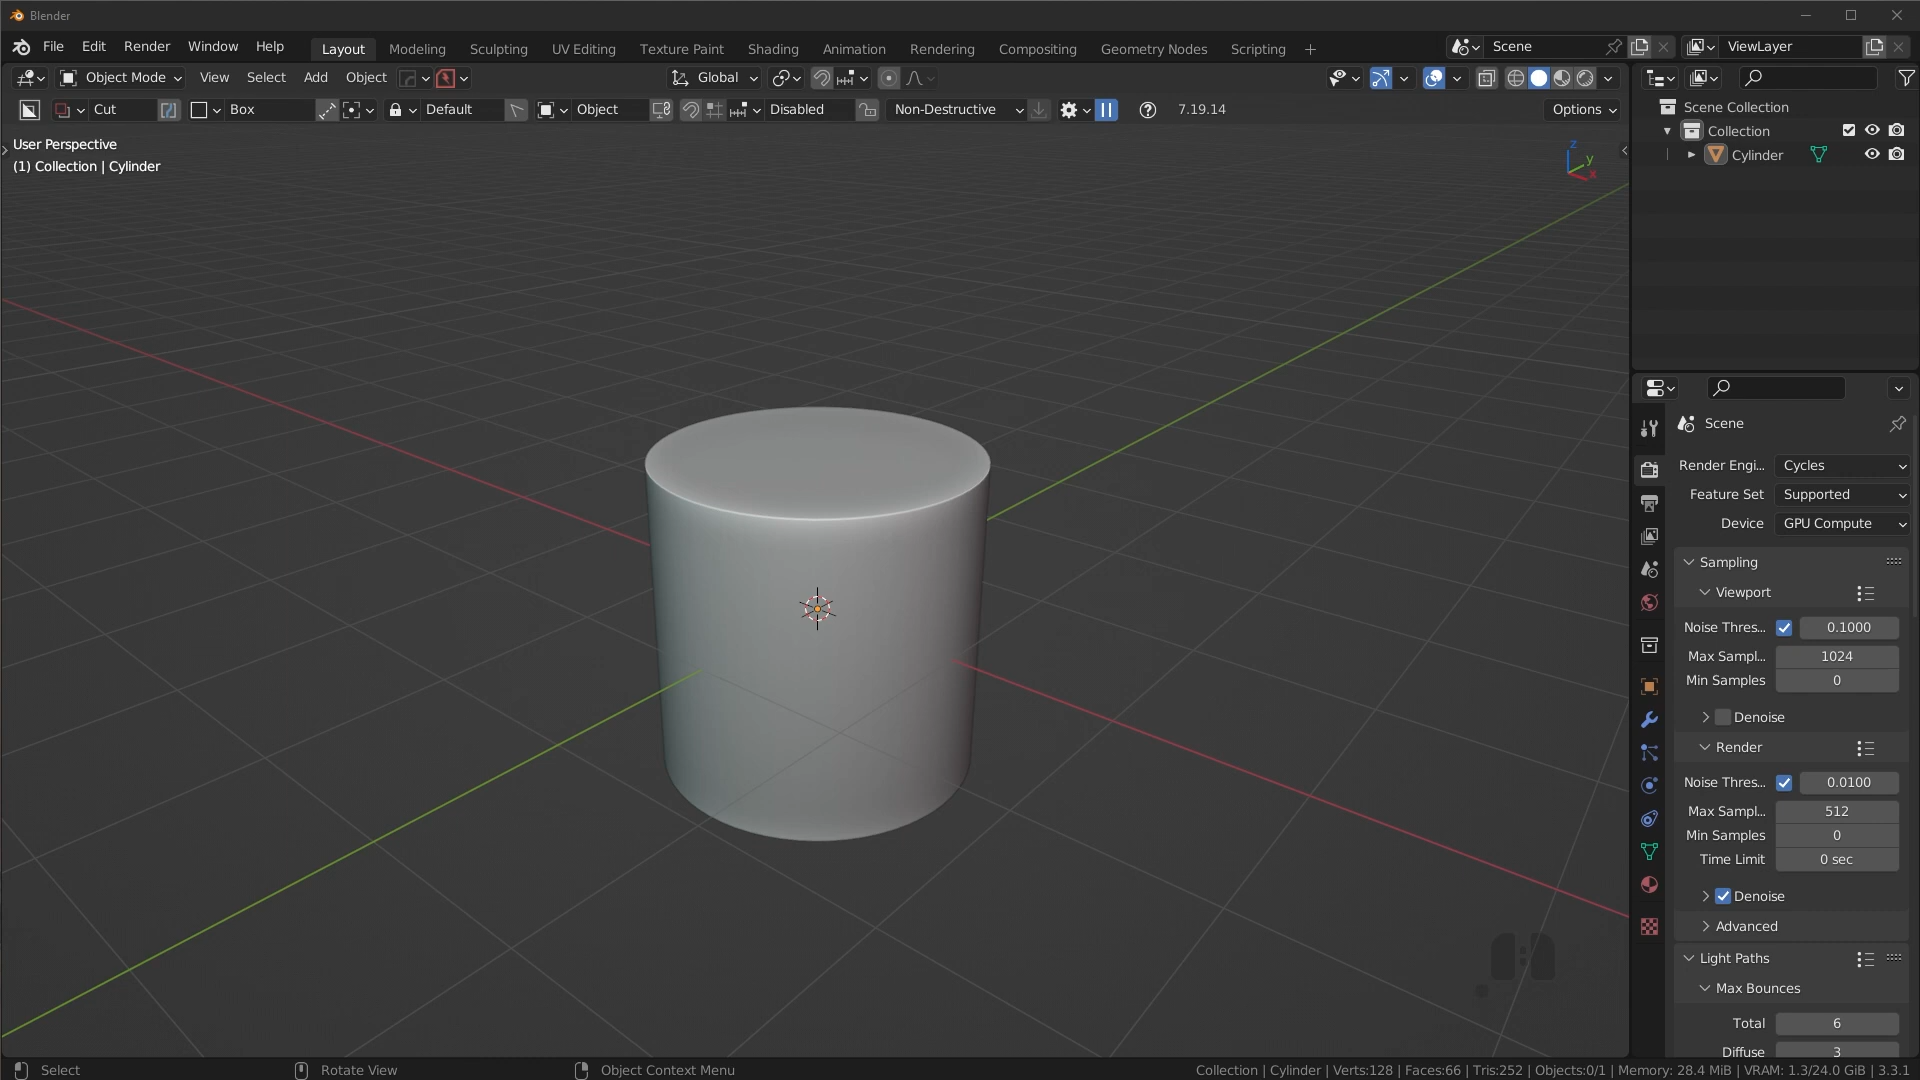 Blender
File Edit Render Window Help Layout Modeling Sculpting UV Editing Texture Paint Shading Animation Rendering Compositing Geometry Nodes Scripting + Scene ViewLayer
Object Mode View Select Add Object Global
Cut Box Default Object Disabled Non-Destructive 7.19.14 Options
User Perspective
(1) Collection | Cylinder
z
y
x
Scene Collection
Collection
Cylinder
Scene
Render Engi... Cycles
Feature Set Supported
Device GPU Compute
Sampling
Viewport
Noise Thres... 0.1000
Max Sampl... 1024
Min Samples 0
Denoise
Render
Noise Thres... 0.0100
Max Sampl... 512
Min Samples 0
Time Limit 0 sec
Denoise
Advanced
Light Paths
Max Bounces
Total 6
Diffuse 3
Select Rotate View Object Context Menu Collection | Cylinder | Verts:128 | Faces:66 | Tris:252 | Objects:0/1 | Memory: 28.4 MiB | VRAM: 1.3/24.0 GiB | 3.3.1